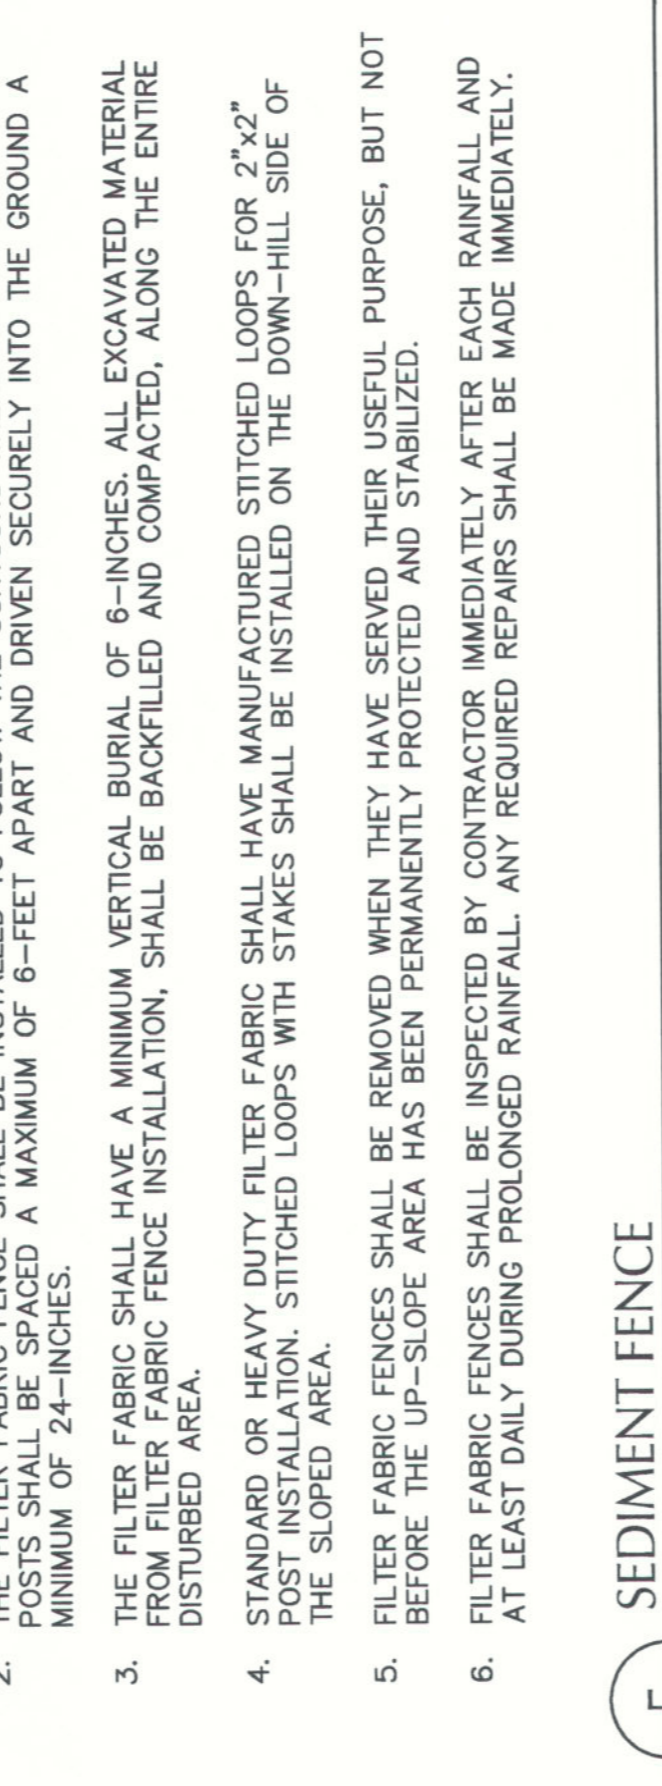 POSTS SHALL BE SPACED A MAXIMUM OF 6-FEET APART AND DRIVEN SECURELY INTO THE GROUND A
MINIMUM OF 24-INCHES.
3. THE FILTER FABRIC SHALL HAVE A MINIMUM VERTICAL BURIAL OF 6-INCHES. ALL EXCAVATED MATERIAL
FROM FILTER FABRIC FENCE INSTALLATION, SHALL BE BACKFILLED AND COMPACTED, ALONG THE ENTIRE
DISTURBED AREA.
4. STANDARD OR HEAVY DUTY FILTER FABRIC SHALL HAVE MANUFACTURED STITCHED LOOPS FOR 2"x2"
POST INSTALLATION. STITCHED LOOPS WITH STAKES SHALL BE INSTALLED ON THE DOWN-HILL SIDE OF
THE SLOPED AREA.
5. FILTER FABRIC FENCES SHALL BE REMOVED WHEN THEY HAVE SERVED THEIR USEFUL PURPOSE, BUT NOT
BEFORE THE UP-SLOPE AREA HAS BEEN PERMANENTLY PROTECTED AND STABILIZED.
6. FILTER FABRIC FENCES SHALL BE INSPECTED BY CONTRACTOR IMMEDIATELY AFTER EACH RAINFALL AND
AT LEAST DAILY DURING PROLONGED RAINFALL. ANY REQUIRED REPAIRS SHALL BE MADE IMMEDIATELY.
SEDIMENT FENCE